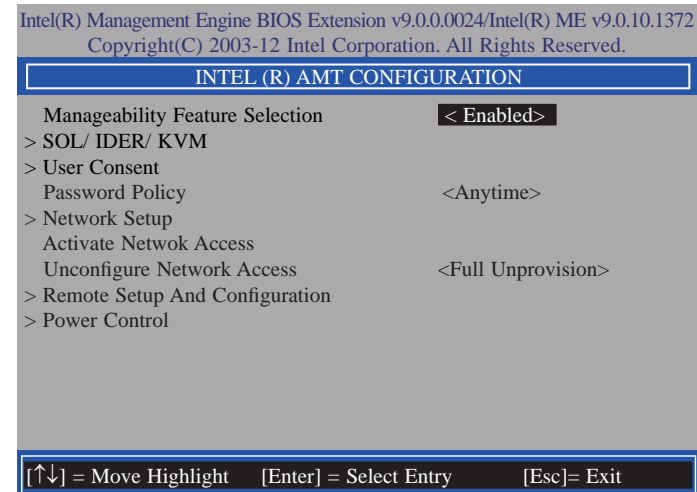 Intel(R) Management Engine BIOS Extension v9.0.0.0024/Intel(R) ME v9.0.10.1372
Copyright(C) 2003-12 Intel Corporation. All Rights Reserved.
INTEL (R) AMT CONFIGURATION
Manageability Feature Selection < Enabled>
> SOL/ IDER/ KVM
> User Consent
Password Policy <Anytime>
> Network Setup
Activate Netwok Access
Unconfigure Network Access <Full Unprovision>
> Remote Setup And Configuration
> Power Control
[↑↓] = Move Highlight [Enter] = Select Entry [Esc]= Exit